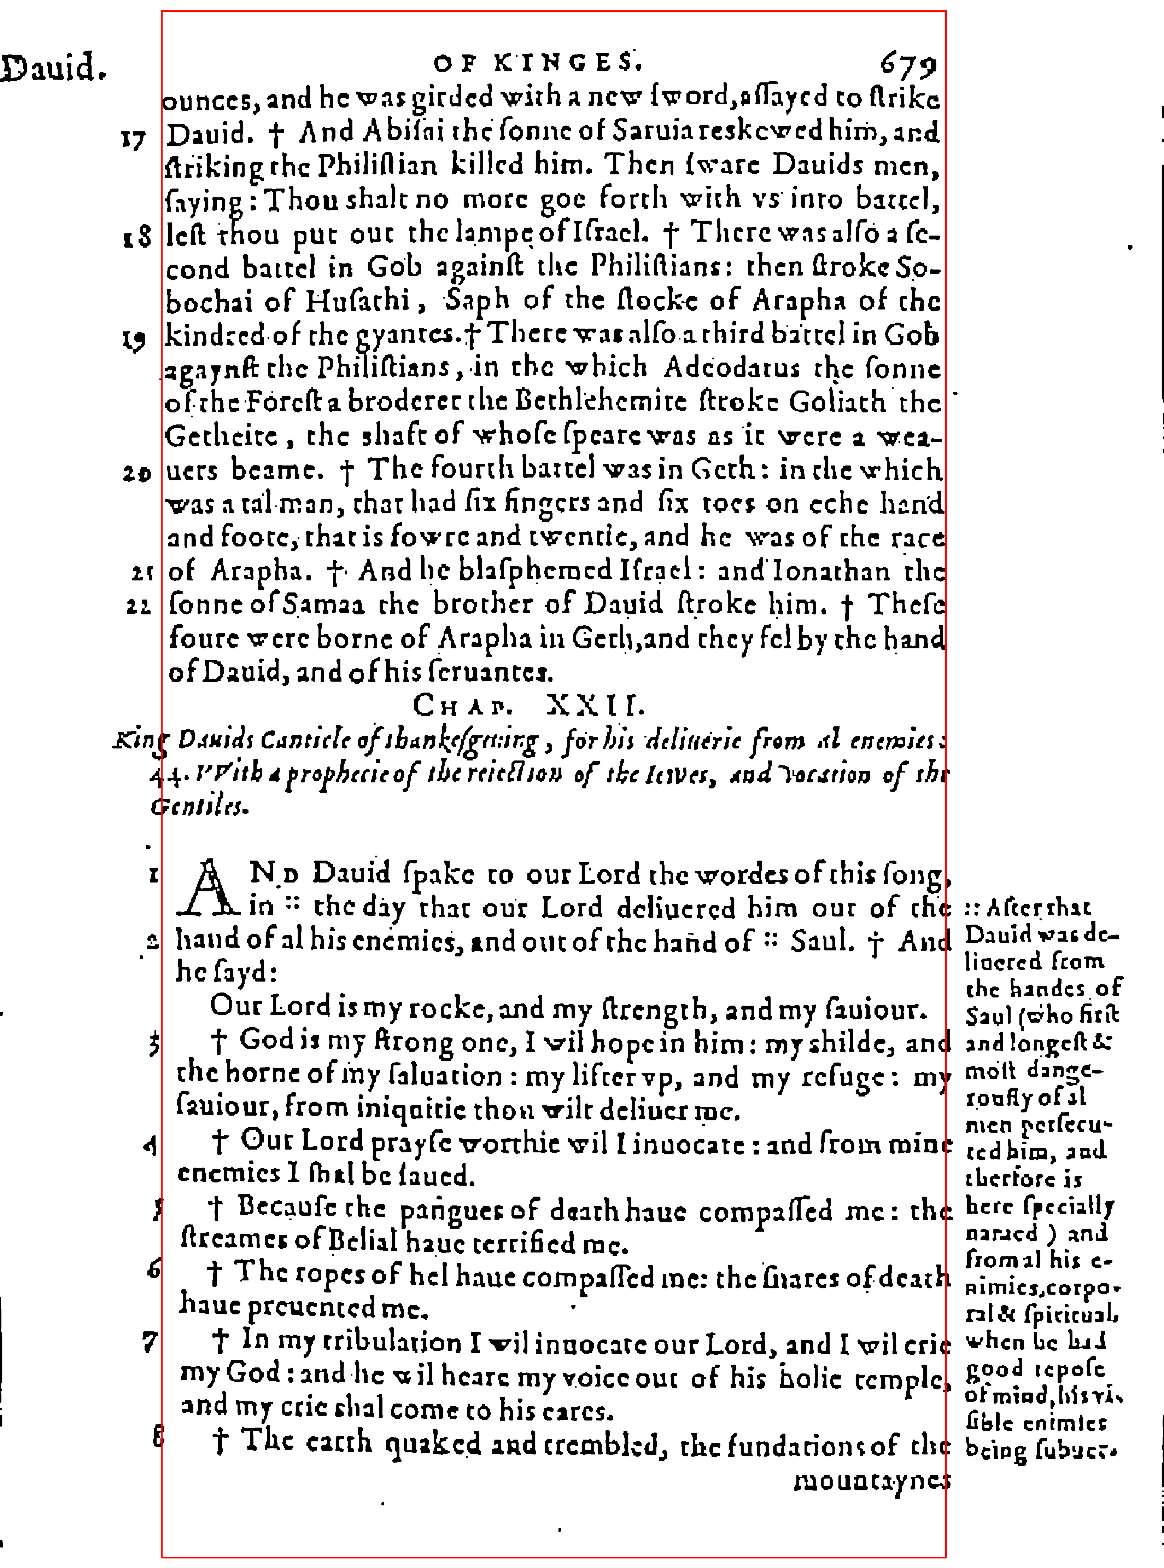 Dauid. OF KINGES. 679
ounces, and he was girded with a new ſword, aſſayed to ſtrike
17 Dauid. † And Abiſai the ſonne of Saruia reskewed him, and
ſtriking the Philiſtian killed him. Then ſware Dauids men,
ſaying: Thou shalt no more goe forth with vs into battel,
18 leſt thou put out the lampe of Iſrael. † There was alſo a ſe-
cond battel in Gob againſt the Philiſtians: then ſtroke So-
bochai of Huſathi, Saph of the ſtocke of Arapha of the
19 kindred of the gyantes. † There was alſo a third battel in Gob
agaynſt the Philiſtians, in the which Adeodatus the ſonne
of the Foreſt a broderer the Bethlehemite ſtroke Goliath the
Getheite, the shaft of whoſe ſpeare was as it were a wea-
20 uers beame. † The fourth battel was in Geth: in the which
was a tal man, that had ſix fingers and ſix toes on eche hand
and foote, that is fowre and twentie, and he was of the race
21 of Arapha. † And he blaſphemed Iſrael: and Ionathan the
22 ſonne of Samaa the brother of Dauid ſtroke him. † Theſe
foure were borne of Arapha in Geth, and they fel by the hand
of Dauid, and of his ſeruantes.
CHAP. XXII.
King Dauids Canticle of thankeſgeuing, for his deliuerie from al enemies:
44. VVith a prophecie of the reiection of the Iewes, and vocation of the
Gentiles.
1 AND Dauid ſpake to our Lord the wordes of this ſong,
in :: the day that our Lord deliuered him out of the
2 hand of al his enemies, and out of the hand of :: Saul. † And
he ſayd:
Our Lord is my rocke, and my ſtrength, and my ſauiour.
3 † God is my ſtrong one, I wil hope in him: my shilde, and
the horne of my ſaluation: my lifter vp, and my refuge: my
ſauiour, from iniquitie thou wilt deliuer me.
4 † Our Lord prayſe worthie wil I inuocate: and from mine
enemies I ſhal be ſaued.
5 † Becauſe the pangues of death haue compaſſed me: the
ſtreames of Belial haue terrified me.
6 † The ropes of hel haue compaſſed me: the ſnares of death
haue preuented me.
7 † In my tribulation I wil inuocate our Lord, and I wil crie
my God: and he wil heare my voice out of his holie temple,
and my crie shal come to his eares.
8 † The earth quaked and trembled, the fundations of the
mountaynes
:: After that
Dauid was de-
liuered from
the handes of
Saul (who firſt
and longeſt &
moſt dange-
rouſly of al
men perſecu-
ted him, and
therfore is
here ſpecially
named ) and
from al his e-
nimies, corpo-
ral & ſpiritual,
when he had
good repoſe
of mind, his vi-
ſible enimies
being ſubuer-